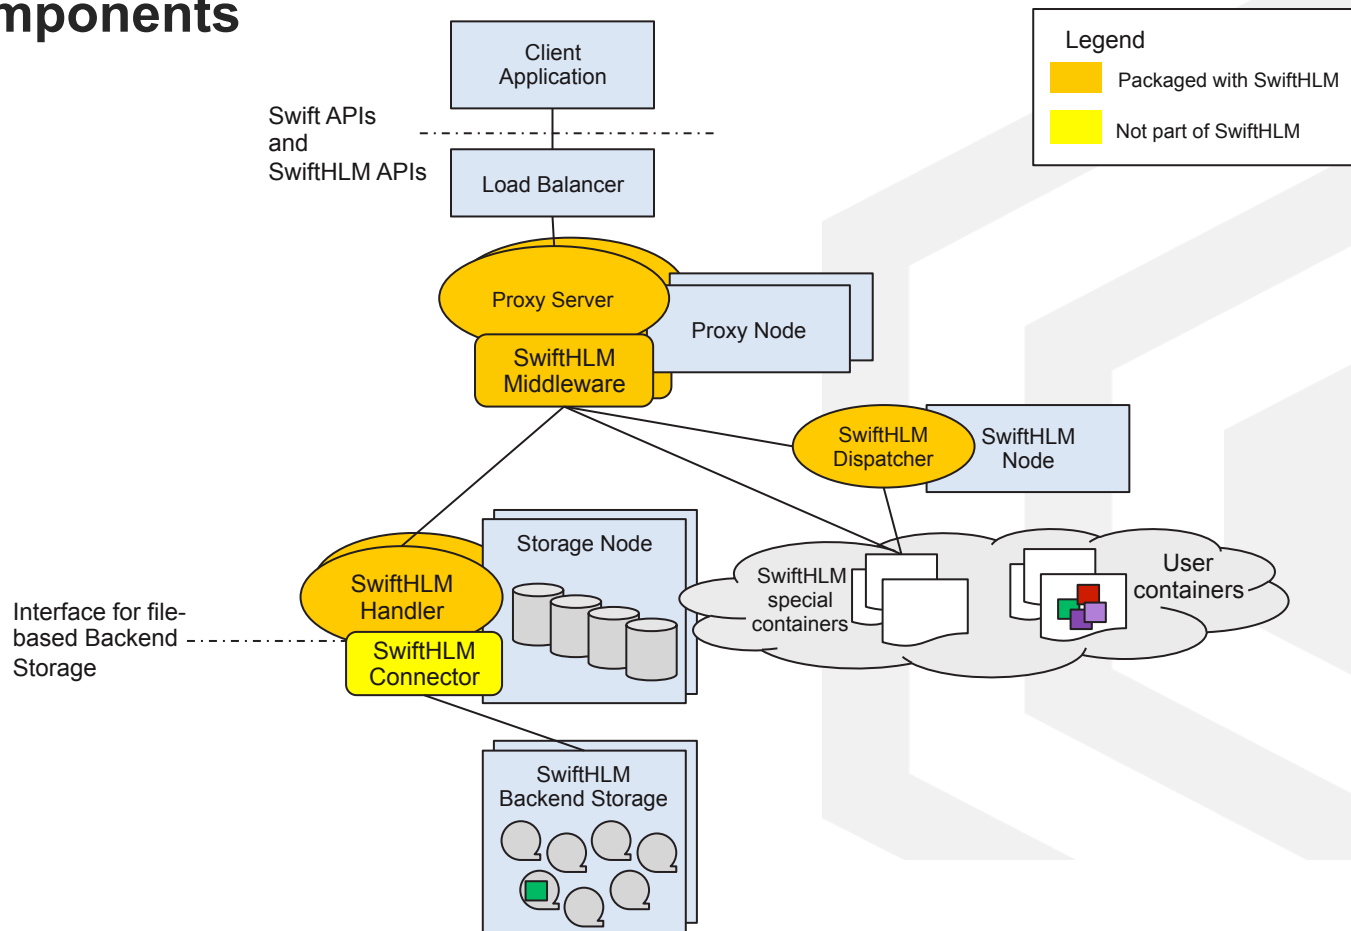 mponents
Client
Application
Legend
Packaged with SwiftHLM
Not part of SwiftHLM
Swift APIs
and
SwiftHLM APIs
Load Balancer
Proxy Server
Proxy Node
SwiftHLM
Middleware
SwiftHLM
Dispatcher
SwiftHLM
Node
Storage Node
SwiftHLM
Handler
SwiftHLM
special
containers
User
containers
Interface for file-
based Backend
Storage
SwiftHLM
Connector
SwiftHLM
Backend Storage